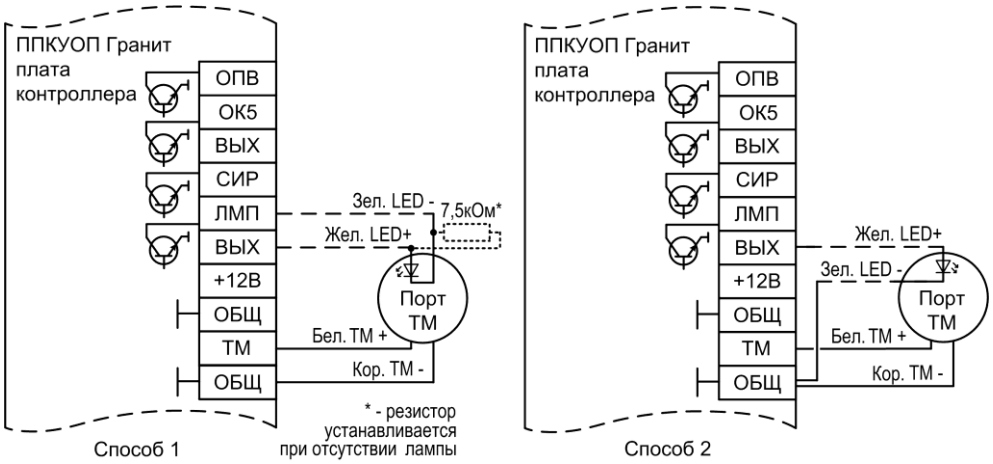 ППКУОП Гранит
плата
контроллера
ОПВ
ОК5
ВЫХ
СИР
ЛМП
ВЫХ
+12В
ОБЩ
ТМ
ОБЩ
Зел. LED -
7,5кОм*
Жел. LED+
Порт
ТМ
Бел. ТМ +
Кор. ТМ -
* - резистор
устанавливается
при отсутствии лампы
Способ 1
ППКУОП Гранит
плата
контроллера
ОПВ
ОК5
ВЫХ
СИР
ЛМП
ВЫХ
+12В
ОБЩ
ТМ
ОБЩ
Жел. LED+
Зел. LED -
Порт
ТМ
Бел. ТМ +
Кор. ТМ -
Способ 2